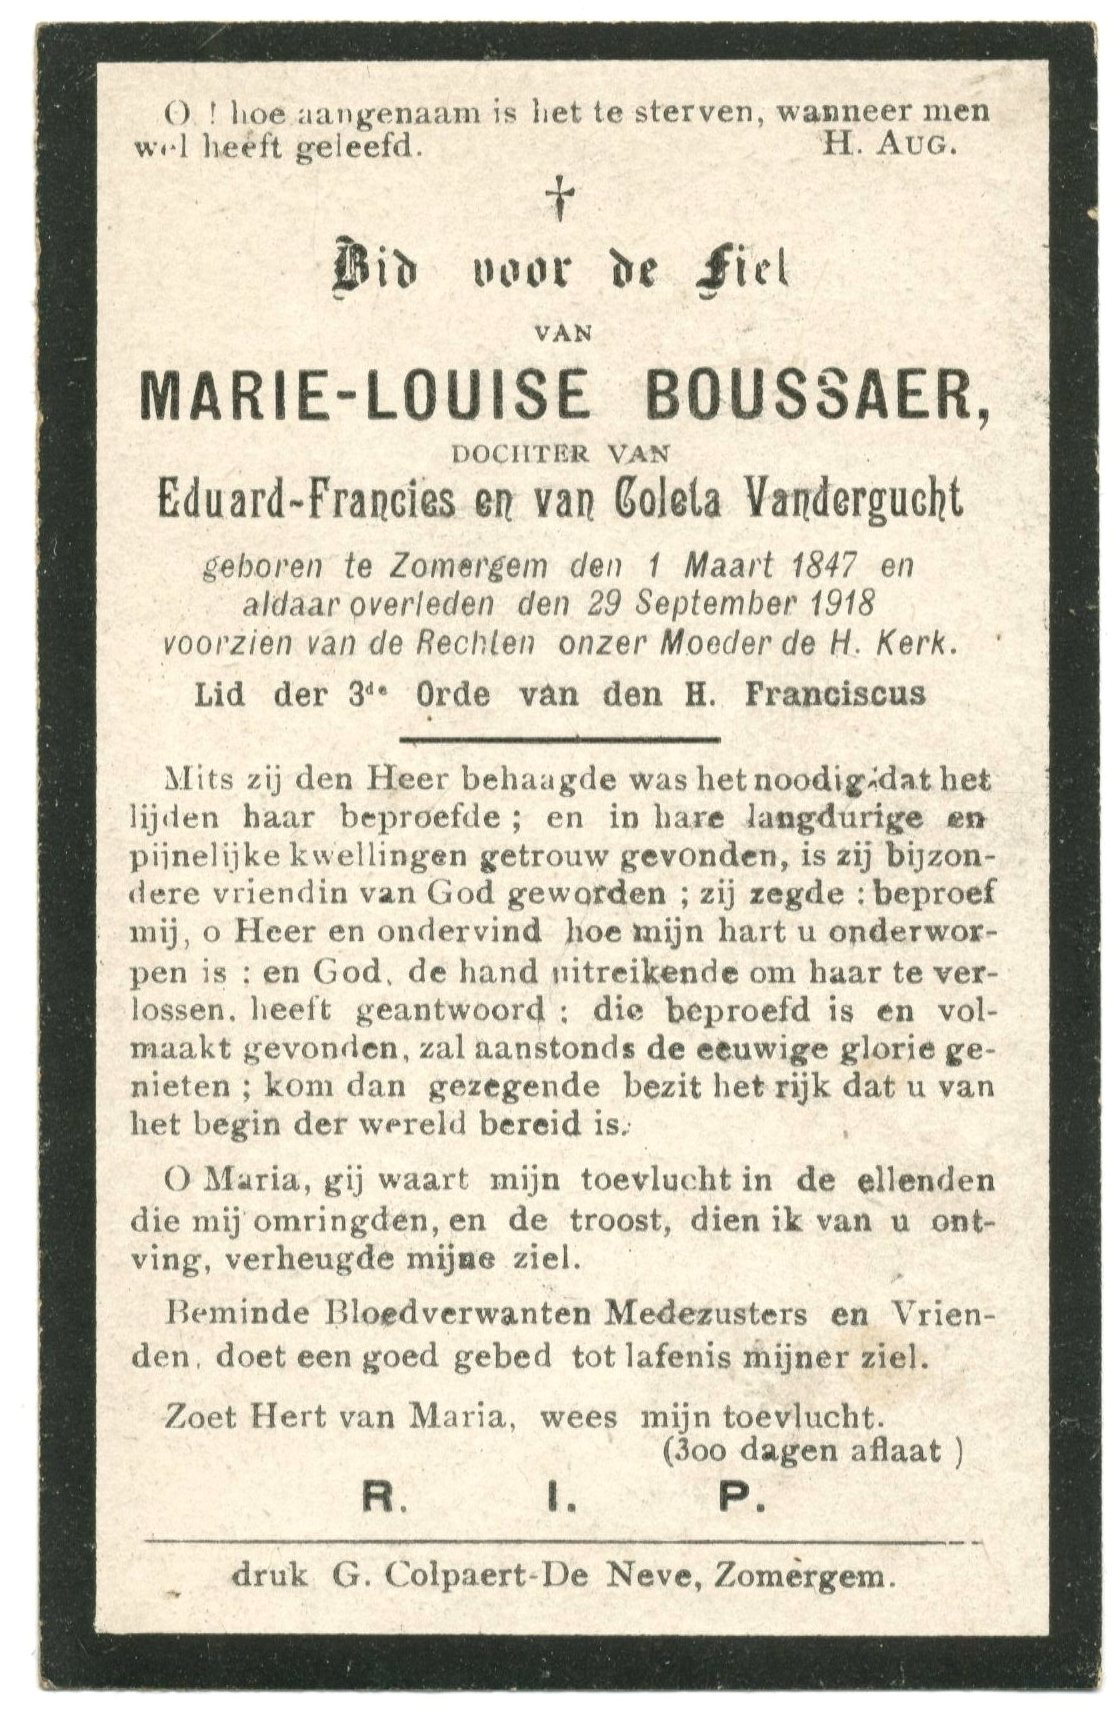 O ! hoe aangenaam is het te sterven, wanneer men
wel heeft geleefd. H. AUG.
†
Bid voor de Ziel
VAN
MARIE-LOUISE BOUSSAER,
DOCHTER VAN
Eduard-Francies en van Coleta Vandergucht
geboren te Zomergem den 1 Maart 1847 en
aldaar overleden den 29 September 1918
voorzien van de Rechten onzer Moeder de H. Kerk.
Lid der 3de Orde van den H. Franciscus
Mits zij den Heer behaagde was het noodig dat het
lijden haar beproefde ; en in hare langdurige en
pijnelijke kwellingen getrouw gevonden, is zij bijzon-
dere vriendin van God geworden ; zij zegde : beproef
mij, o Heer en ondervind hoe mijn hart u onderwor-
pen is : en God, de hand uitreikende om haar te ver-
lossen, heeft geantwoord : die beproefd is en vol-
maakt gevonden, zal aanstonds de eeuwige glorie ge-
nieten ; kom dan gezegende bezit het rijk dat u van
het begin der wereld bereid is.
O Maria, gij waart mijn toevlucht in de ellenden
die mij omringden, en de troost, dien ik van u ont-
ving, verheugde mijne ziel.
Beminde Bloedverwanten Medezusters en Vrien-
den, doet een goed gebed tot lafenis mijner ziel.
Zoet Hert van Maria, wees mijn toevlucht.
(300 dagen aflaat )
R. I. P.
druk G. Colpaert-De Neve, Zomergem.